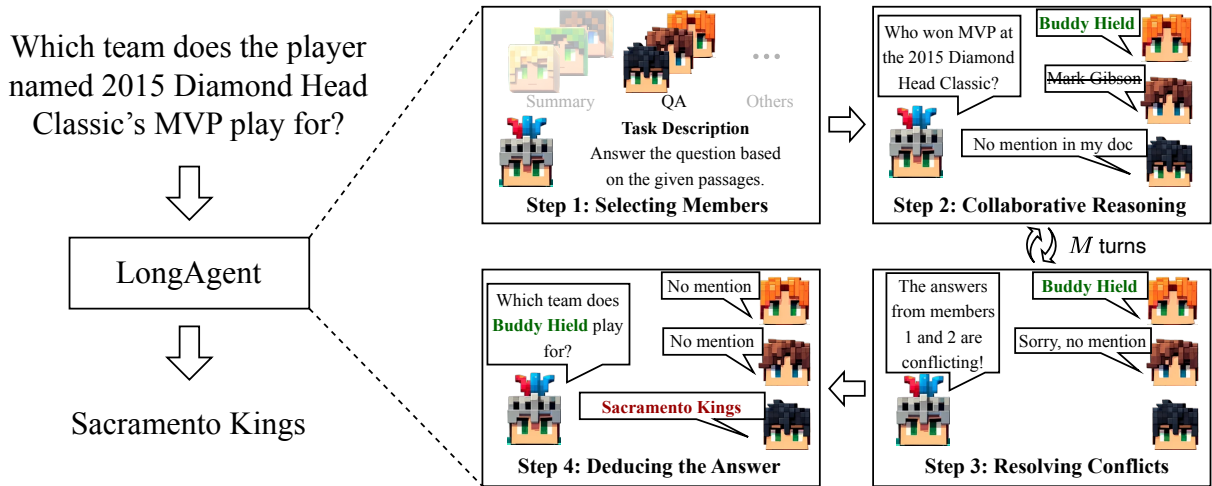 Which team does the player
named 2015 Diamond Head
Classic's MVP play for?
LongAgent
Sacramento Kings
Summary
QA
Others
Task Description
Answer the question based
on the given passages.
Step 1: Selecting Members
Who won MVP at
the 2015 Diamond
Head Classic?
Buddy Hield
Mark Gibson
No mention in my doc
Step 2: Collaborative Reasoning
M turns
The answers
from members
1 and 2 are
conflicting!
Buddy Hield
Sorry, no mention
Step 3: Resolving Conflicts
Which team does
Buddy Hield play
for?
No mention
No mention
Sacramento Kings
Step 4: Deducing the Answer